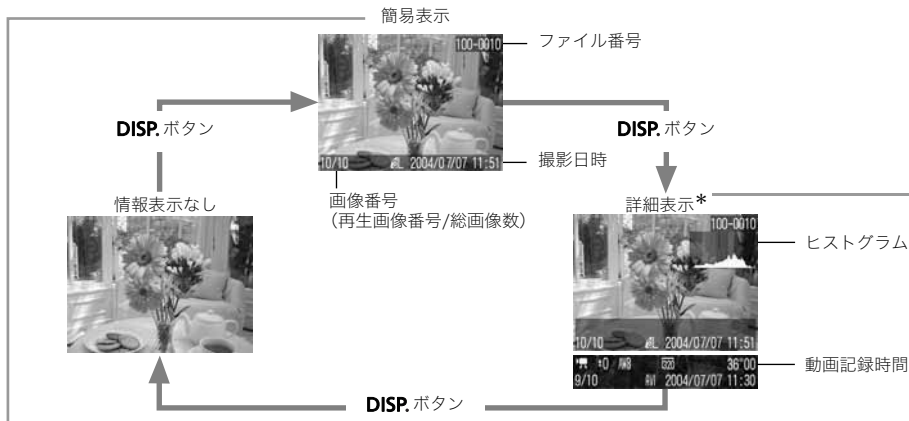 簡易表示
100-0010
ファイル番号
DISP. ボタン
DISP. ボタン
10/10 L 2004/07/07 11:51
撮影日時
画像番号
(再生画像番号/総画像数)
情報表示なし
詳細表示*
100-0010
ヒストグラム
10/10 L 2004/07/07 11:51
±0 AWB 320 36"00
動画記録時間
9/10 AVI 2004/07/07 11:30
DISP. ボタン